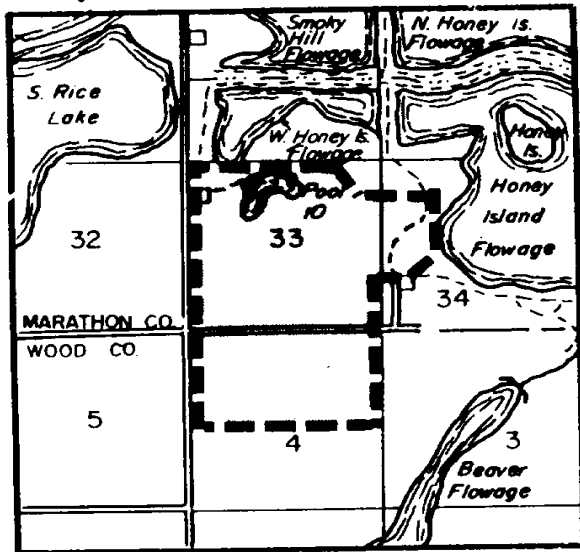 Smoky
Hill
Flowage
N. Honey Is.
Flowage
S. Rice
Lake
W. Honey Is.
Flowage
Honey
Is.
Pool
10
Honey
Island
Flowage
32
33
34
MARATHON CO.
WOOD CO.
5
4
3
Beaver
Flowage